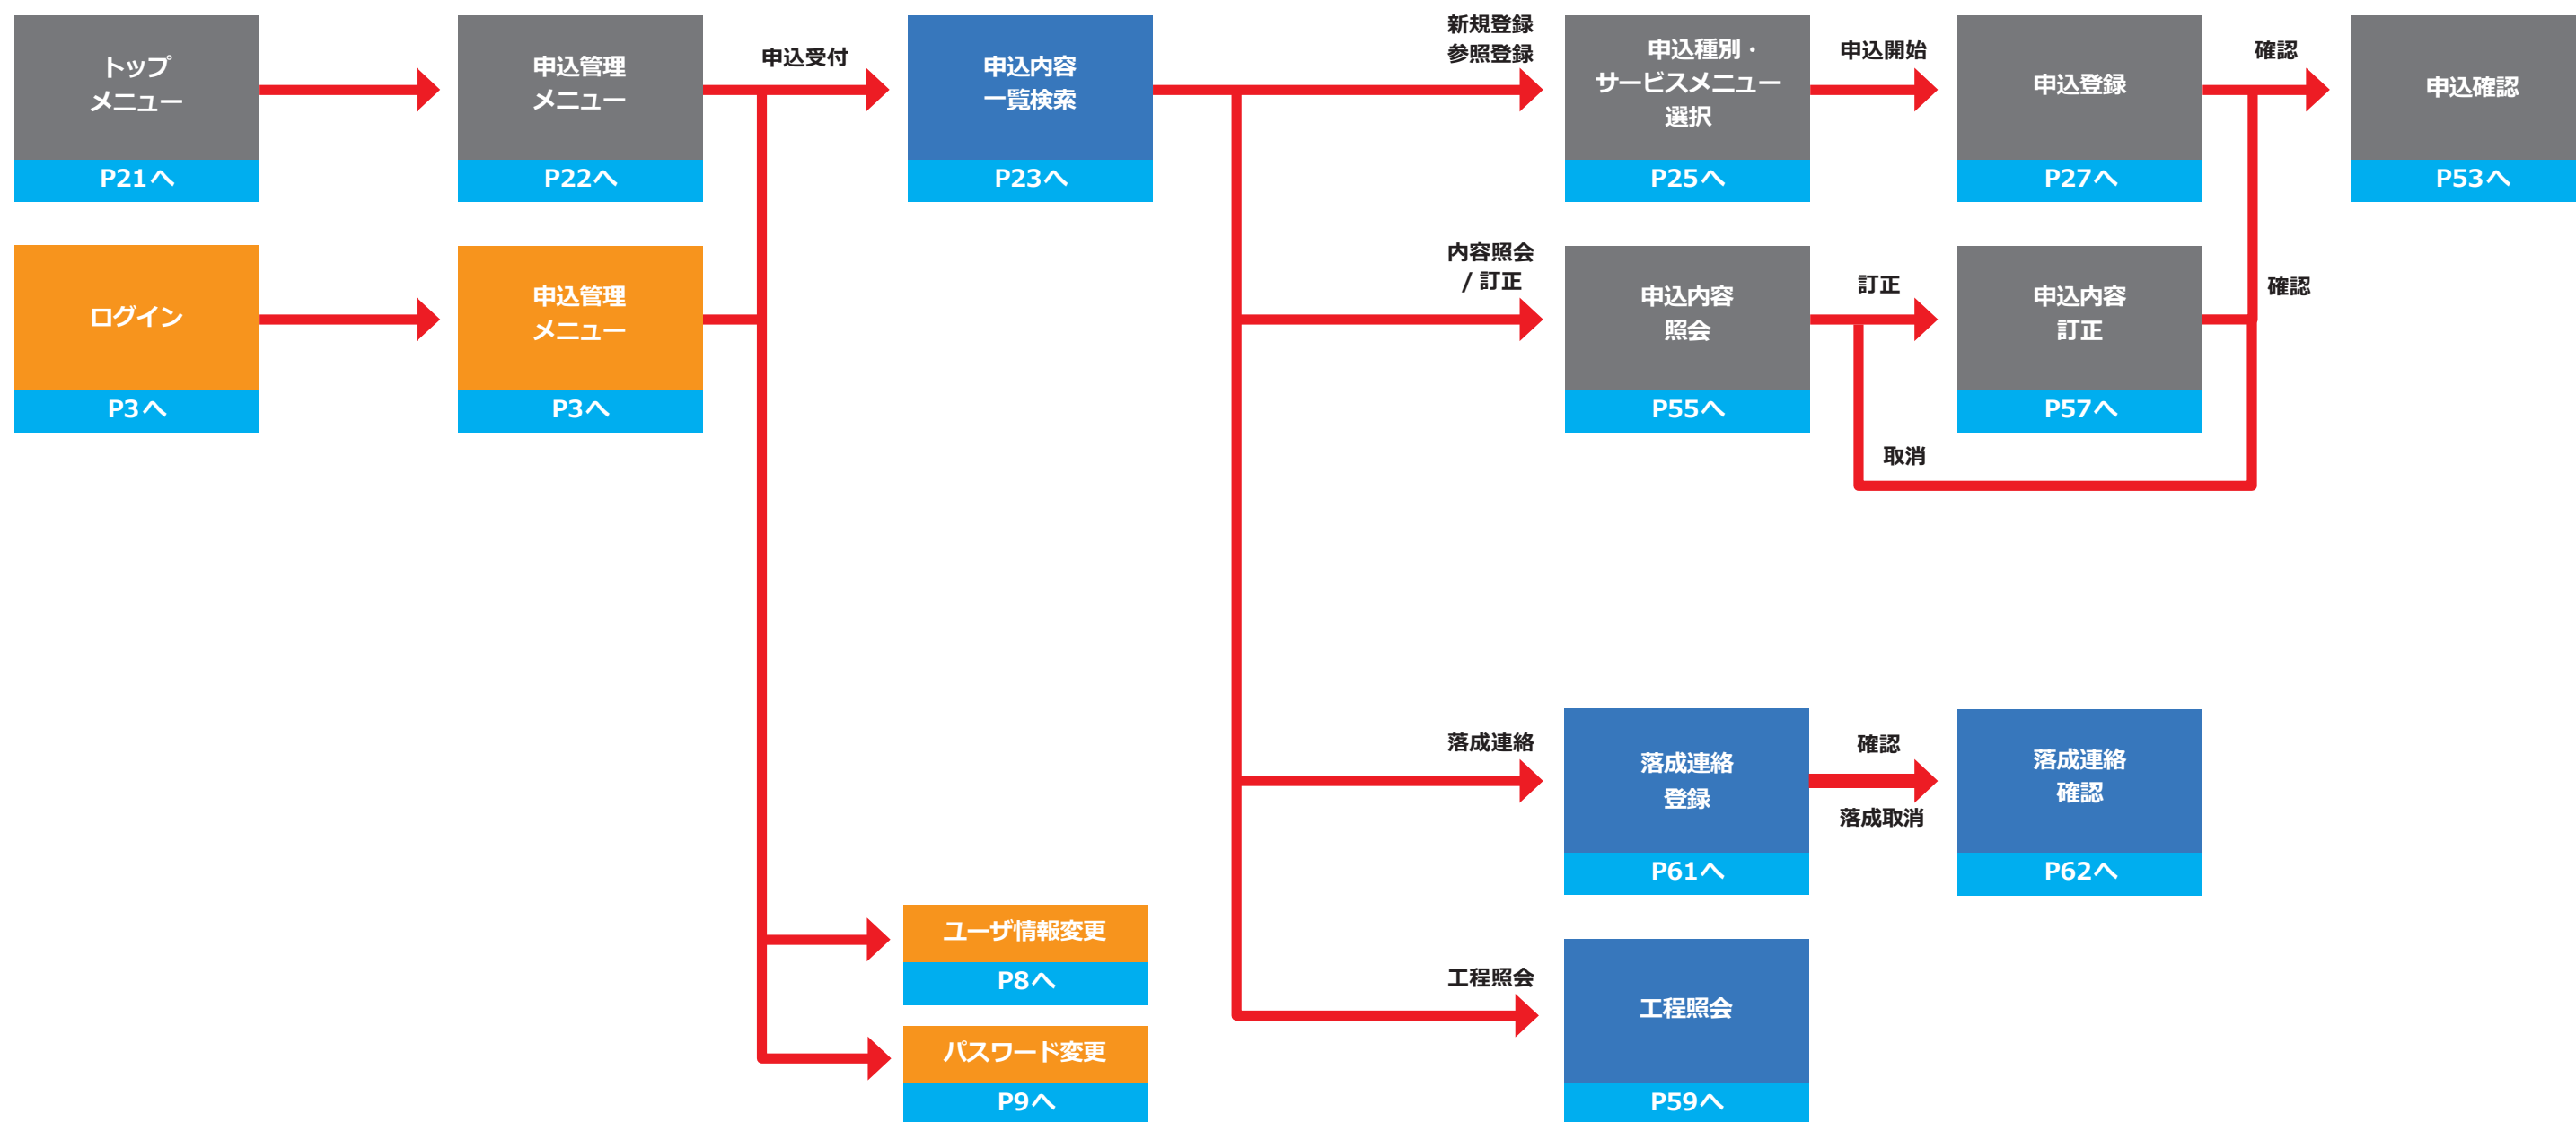 トップ
メニュー
P21へ
申込管理
メニュー
P22へ
申込受付
申込内容
一覧検索
P23へ
新規登録
参照登録
申込種別・
サービスメニュー
選択
P25へ
申込開始
申込登録
P27へ
確認
申込確認
P53へ
ログイン
P3へ
申込管理
メニュー
P3へ
内容照会
/ 訂正
申込内容
照会
P55へ
訂正
申込内容
訂正
P57へ
確認
取消
落成連絡
落成連絡
登録
P61へ
確認
落成取消
落成連絡
確認
P62へ
ユーザ情報変更
P8へ
工程照会
工程照会
P59へ
パスワード変更
P9へ